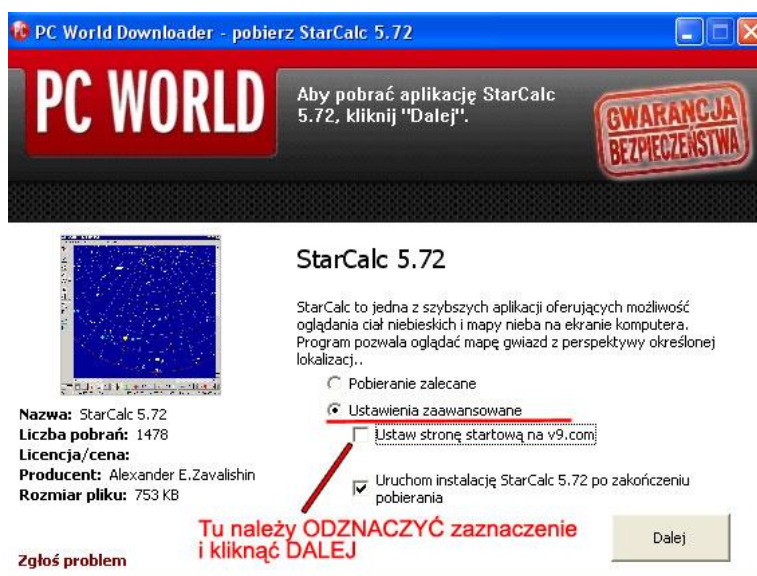 PC World Downloader - pobierz StarCalc 5.72
PC WORLD
Aby pobrać aplikację StarCalc
5.72, kliknij "Dalej".
GWARANCJA
BEZPIECZEŃSTWA
StarCalc 5.72
StarCalc to jedna z szybszych aplikacji oferujących możliwość
oglądania ciał niebieskich i mapy nieba na ekranie komputera.
Program pozwala oglądać mapę gwiazd z perspektywy określonej
lokalizacj..
Pobieranie zalecane
Ustawienia zaawansowane
Ustaw stronę startową na v9.com
Uruchom instalację StarCalc 5.72 po zakończeniu
pobierania
Nazwa: StarCalc 5.72
Liczba pobrań: 1478
Licencja/cena:
Producent: Alexander E.Zavalishin
Rozmiar pliku: 753 KB
Tu należy ODZNACZYĆ zaznaczenie
i kliknąć DALEJ
Dalej
Zgłoś problem